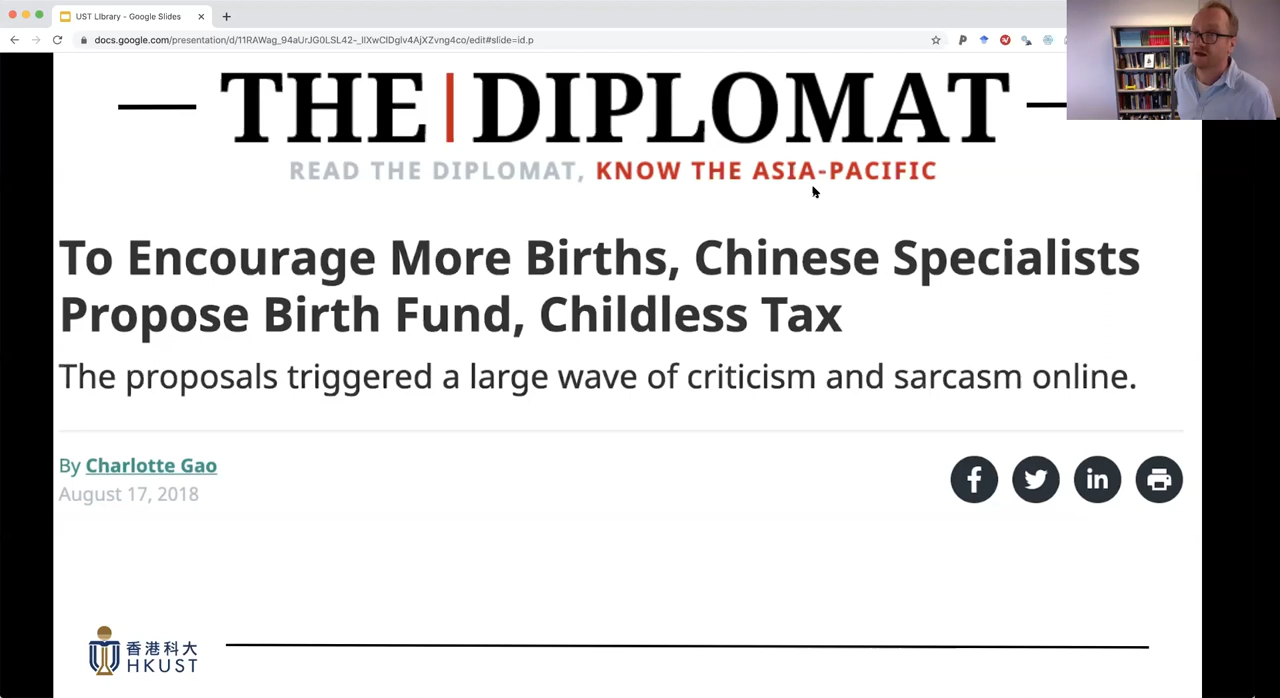 UST LIbrary - Google Slides
docs.google.com/presentation/d/11RAWag_94aUrJG0LSL42-_lIXwClDglv4AjXZvng4co/edit#slide=id.p
THE|DIPLOMAT
READ THE DIPLOMAT, KNOW THE ASIA-PACIFIC
To Encourage More Births, Chinese Specialists
Propose Birth Fund, Childless Tax
The proposals triggered a large wave of criticism and sarcasm online.
By Charlotte Gao
August 17, 2018
香港科大
HKUST